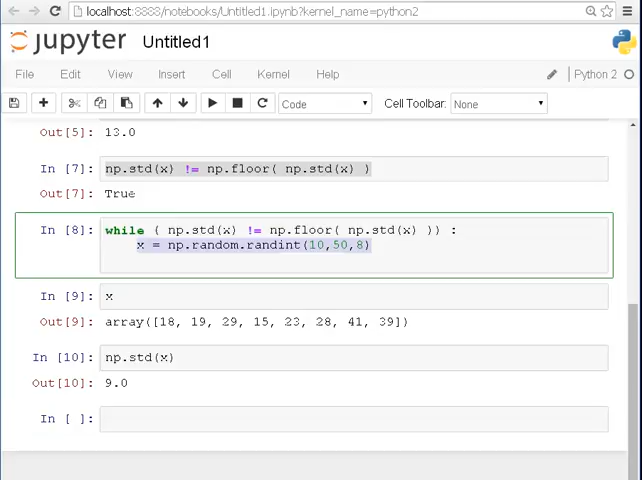 localhost:8888/notebooks/Untitled1.ipynb?kernel_name=python2
jupyter Untitled1
File Edit View Insert Cell Kernel Help Python 2
Code Cell Toolbar: None
Out[5]: 13.0
In [7]: np.std(x) != np.floor( np.std(x) )
Out[7]: True
In [8]: while ( np.std(x) != np.floor( np.std(x) )) :
x = np.random.randint(10,50,8)
In [9]: x
Out[9]: array([18, 19, 29, 15, 23, 28, 41, 39])
In [10]: np.std(x)
Out[10]: 9.0
In [ ]: